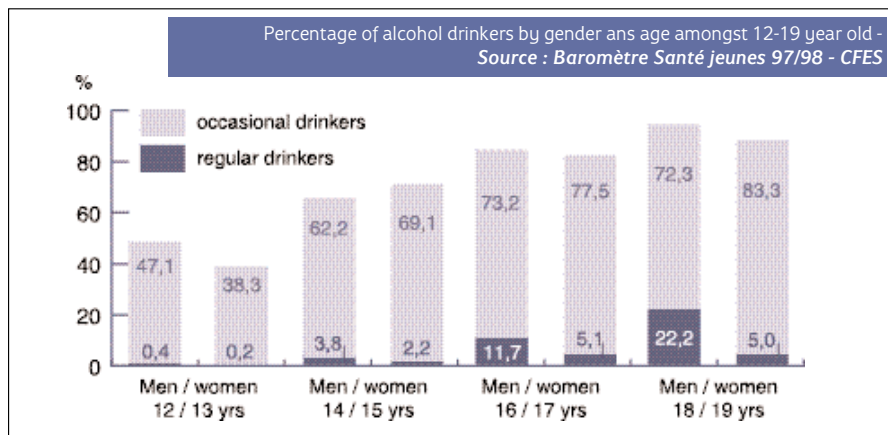 Percentage of alcohol drinkers by gender ans age amongst 12-19 year old -
Source : Baromètre Santé jeunes 97/98 - CFES
%
100
80
60
40
20
0
occasional drinkers
regular drinkers
47,1
0,4
38,3
0,2
62,2
3,8
69,1
2,2
73,2
11,7
77,5
5,1
72,3
22,2
83,3
5,0
Men / women
12 / 13 yrs
Men / women
14 / 15 yrs
Men / women
16 / 17 yrs
Men / women
18 / 19 yrs